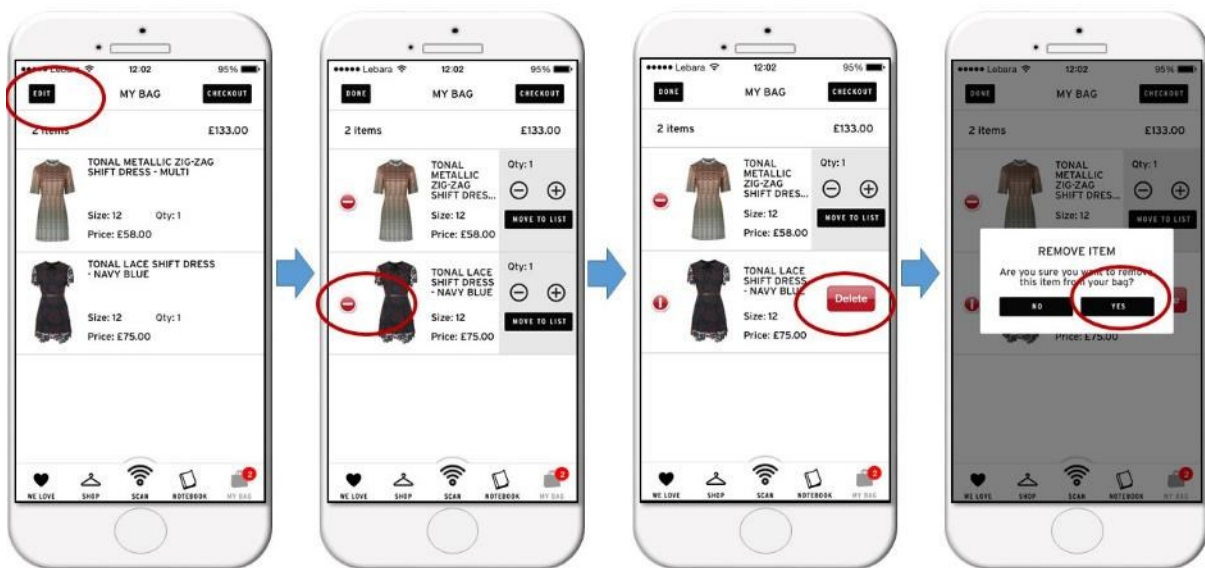 ••••• Lebara 12:02 95%
EDIT MY BAG CHECKOUT
2 items £133.00
TONAL METALLIC ZIG-ZAG
SHIFT DRESS - MULTI
Size: 12 Qty: 1
Price: £58.00
TONAL LACE SHIFT DRESS
- NAVY BLUE
Size: 12 Qty: 1
Price: £75.00
WE LOVE SHOP SCAN NOTEBOOK MY BAG
2
••••• Lebara 12:02 95%
DONE MY BAG CHECKOUT
2 items £133.00
TONAL
METALLIC
ZIG-ZAG
SHIFT DRES...
Size: 12
Price: £58.00
Qty: 1
MOVE TO LIST
TONAL LACE
SHIFT DRESS
- NAVY BLUE
Size: 12
Price: £75.00
Qty: 1
MOVE TO LIST
WE LOVE SHOP SCAN NOTEBOOK MY BAG
2
••••• Lebara 12:02 95%
DONE MY BAG CHECKOUT
2 items £133.00
TONAL
METALLIC
ZIG-ZAG
SHIFT DRES...
Size: 12
Price: £58.00
Qty: 1
MOVE TO LIST
TONAL LACE
SHIFT DRESS
- NAVY BLUE
Size: 12
Price: £75.00
Delete
WE LOVE SHOP SCAN NOTEBOOK MY BAG
2
••••• Lebara 12:02 95%
DONE MY BAG CHECKOUT
2 items £133.00
TONAL
METALLIC
ZIG-ZAG
SHIFT DRES...
Size: 12
Qty: 1
MOVE TO LIST
REMOVE ITEM
Are you sure you want to remove
this item from your bag?
NO YES
Size: 12
Price: £75.00
WE LOVE SHOP SCAN NOTEBOOK MY BAG
2